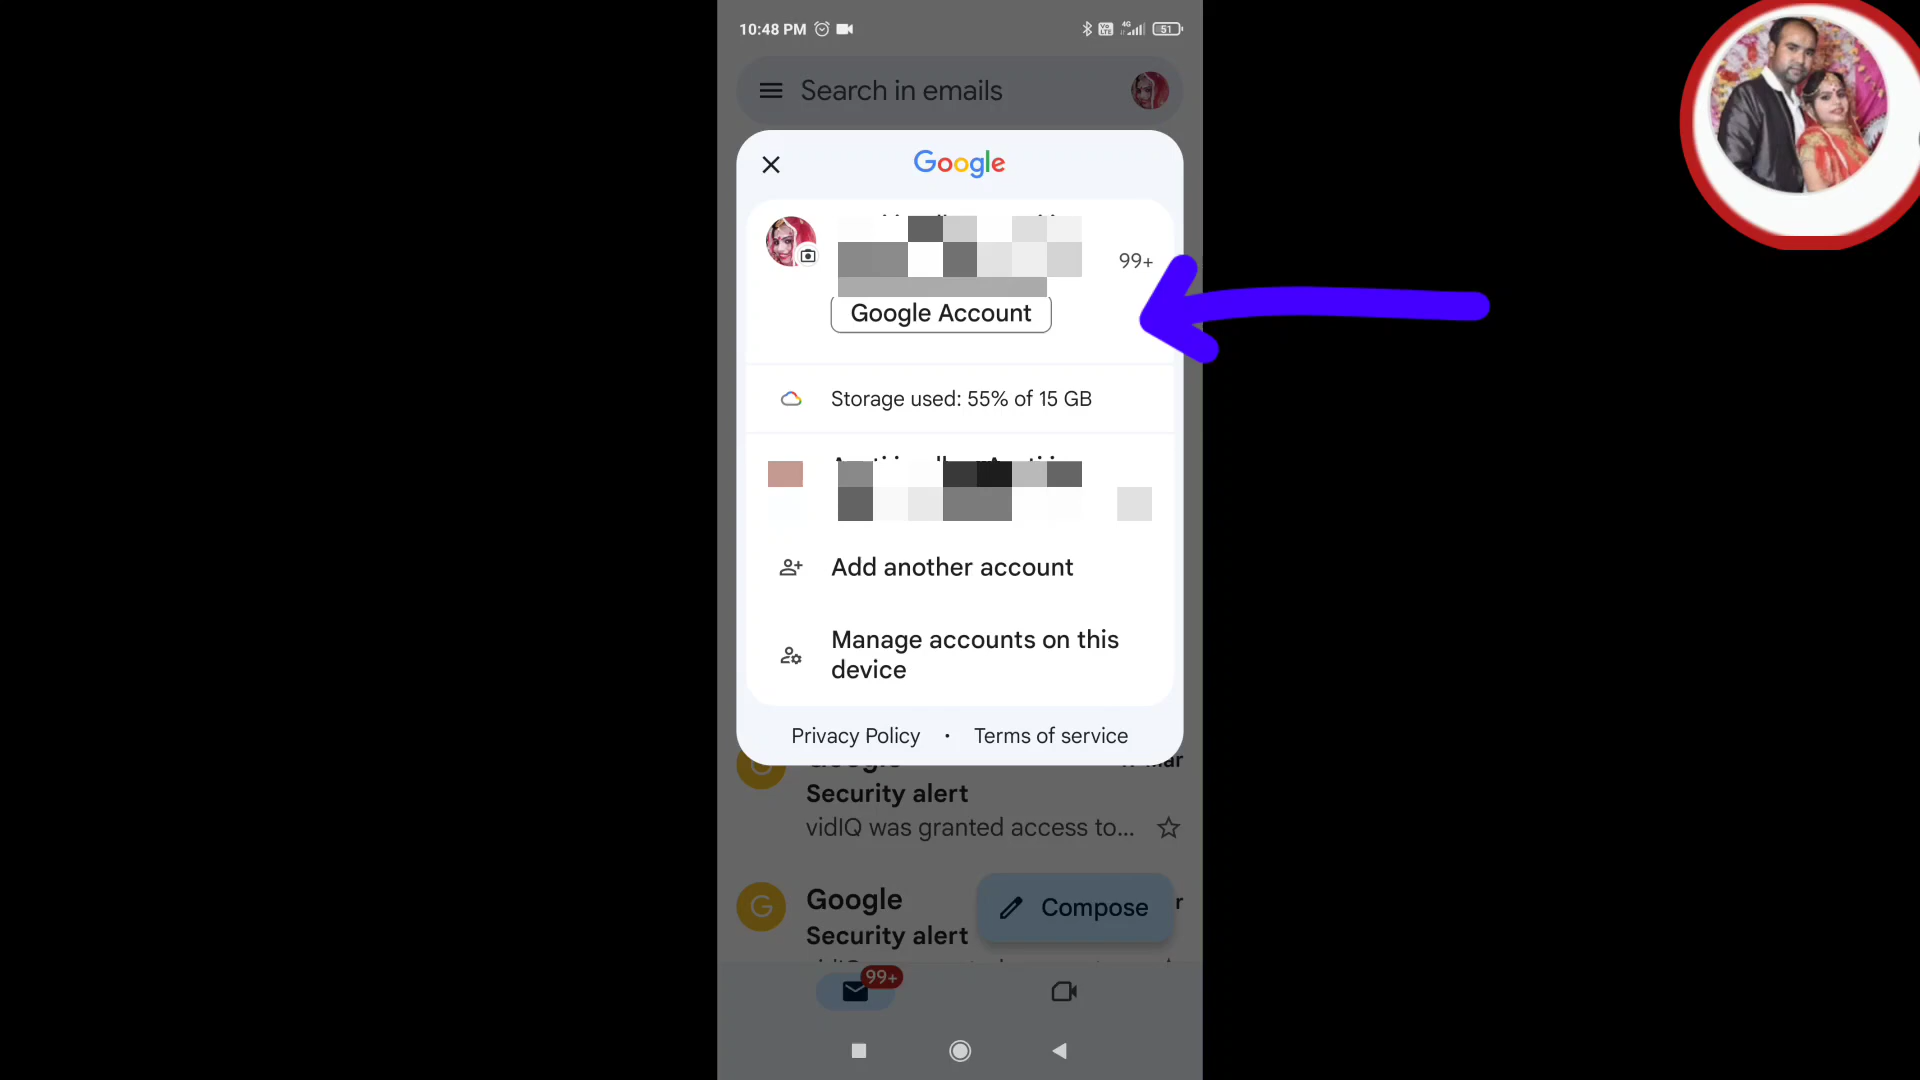 10:48 PM
4G
51
Search in emails
Google
99+
Google Account
Storage used: 55% of 15 GB
Add another account
Manage accounts on this
device
Privacy Policy • Terms of service
Security alert
vidIQ was granted access to...
Google
Security alert
Compose
99+